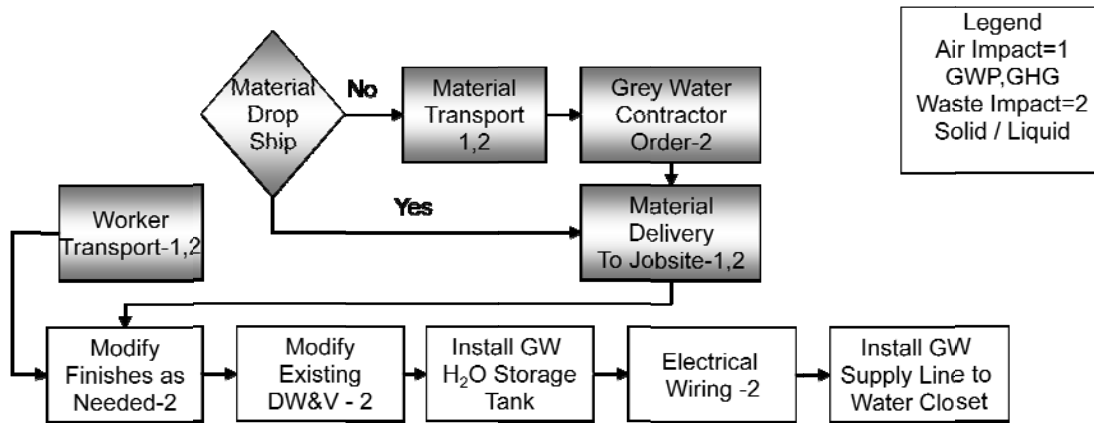 Legend
Air Impact=1
GWP,GHG
Waste Impact=2
Solid / Liquid
Material
Drop
Ship
No
Material
Transport
1,2
Grey Water
Contractor
Order-2
Yes
Material
Delivery
To Jobsite-1,2
Worker
Transport-1,2
Modify
Finishes as
Needed-2
Modify
Existing
DW&V - 2
Install GW
H₂O Storage
Tank
Electrical
Wiring -2
Install GW
Supply Line to
Water Closet